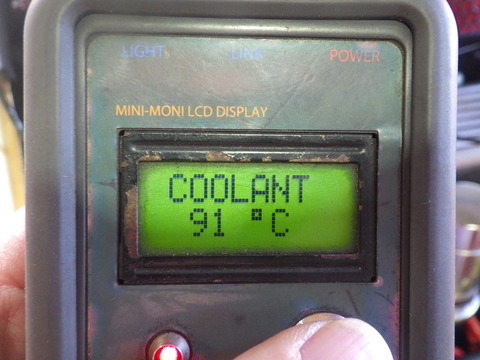 LIGHT LINK POWER
MINI-MONI LCD DISPLAY
COOLANT
91 °C